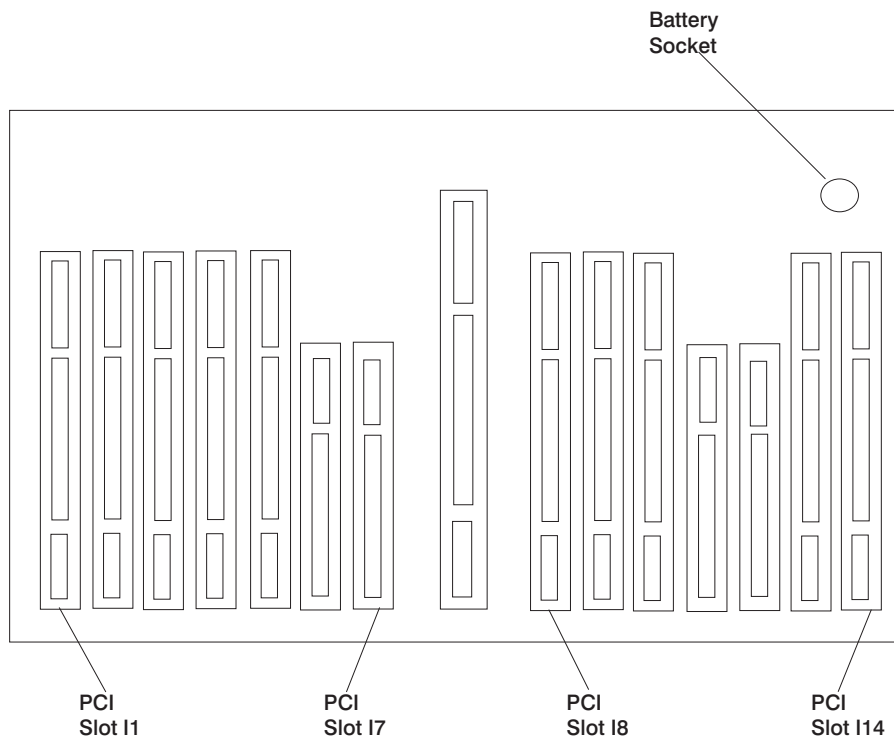 Battery
Socket
PCI
Slot I1
PCI
Slot I7
PCI
Slot I8
PCI
Slot I14